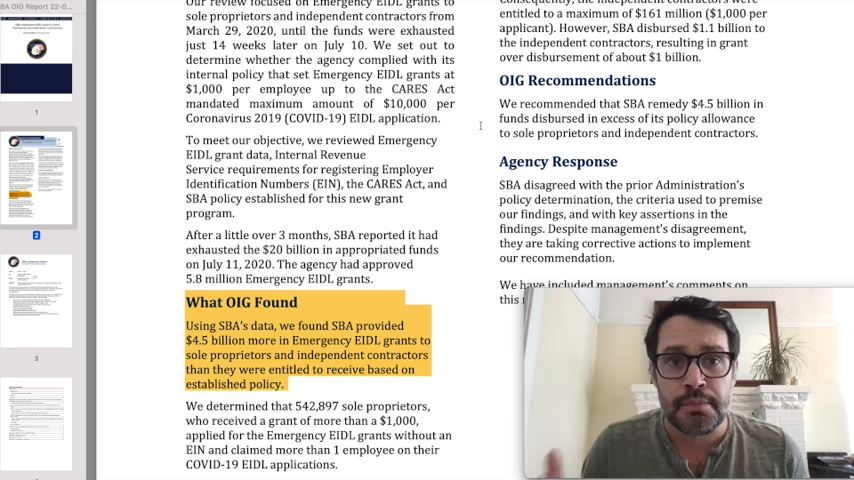 SBA OIG Report 22-0...
Our review focused on Emergency EIDL grants to
sole proprietors and independent contractors from
March 29, 2020, until the funds were exhausted
just 14 weeks later on July 10. We set out to
determine whether the agency complied with its
internal policy that set Emergency EIDL grants at
$1,000 per employee up to the CARES Act
mandated maximum amount of $10,000 per
Coronavirus 2019 (COVID-19) EIDL application.
To meet our objective, we reviewed Emergency
EIDL grant data, Internal Revenue
Service requirements for registering Employer
Identification Numbers (EIN), the CARES Act, and
SBA policy established for this new grant
program.
After a little over 3 months, SBA reported it had
exhausted the $20 billion in appropriated funds
on July 11, 2020. The agency had approved
5.8 million Emergency EIDL grants.
What OIG Found
Using SBA's data, we found SBA provided
$4.5 billion more in Emergency EIDL grants to
sole proprietors and independent contractors
than they were entitled to receive based on
established policy.
We determined that 542,897 sole proprietors,
who received a grant of more than a $1,000,
applied for the Emergency EIDL grants without an
EIN and claimed more than 1 employee on their
COVID-19 EIDL applications.
Consequently, the independent contractors were
entitled to a maximum of $161 million ($1,000 per
applicant). However, SBA disbursed $1.1 billion to
the independent contractors, resulting in grant
over disbursement of about $1 billion.
OIG Recommendations
We recommended that SBA remedy $4.5 billion in
funds disbursed in excess of its policy allowance
to sole proprietors and independent contractors.
Agency Response
SBA disagreed with the prior Administration's
policy determination, the criteria used to premise
our findings, and with key assertions in the
findings. Despite management's disagreement,
they are taking corrective actions to implement
our recommendation.
We have included management's comments on
this
1
2
3